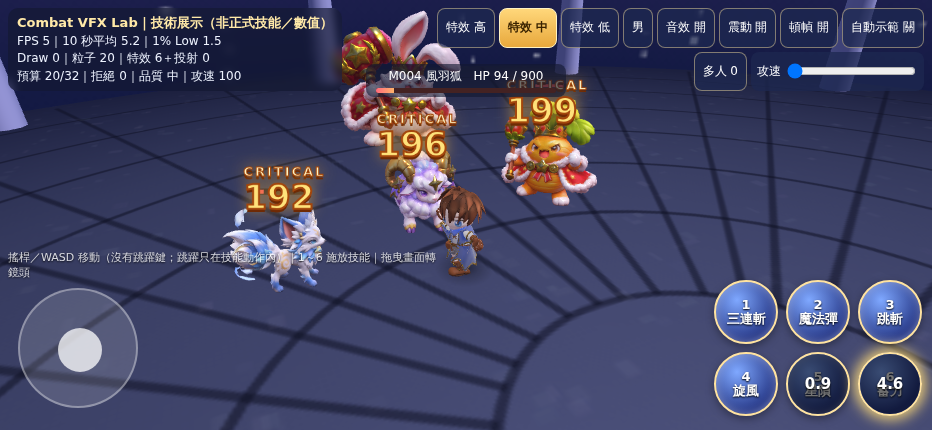 Combat VFX Lab｜技術展示（非正式技能／數值）
FPS 5｜10 秒平均 5.2｜1% Low 1.5
Draw 0｜粒子 20｜特效 6＋投射 0
預算 20/32｜拒絕 0｜品質 中｜攻速 100
特效 高
特效 中
特效 低
男
音效 開
震動 開
頓幀 開
自動示範 關
多人 0
攻速
M004 風羽狐 HP 94 / 900
CRITICAL
199
CRITICAL
196
CRITICAL
192
搖桿／WASD 移動（沒有跳躍鍵；跳躍只在技能動作內）｜1–6 施放技能｜拖曳畫面轉
鏡頭
1
三連斬
2
魔法彈
3
跳斬
4
旋風
5
0.9
6
4.6
蓄力